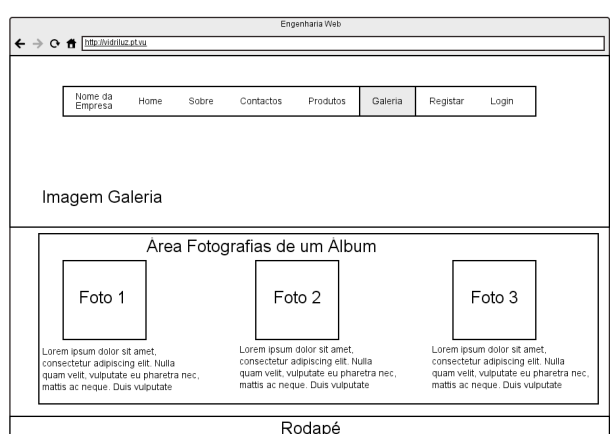 Engenharia Web
http://vidriluz.pt.vu
Nome da
Empresa
Home
Sobre
Contactos
Produtos
Galeria
Registar
Login
Imagem Galeria
Área Fotografias de um Álbum
Foto 1
Foto 2
Foto 3
Lorem ipsum dolor sit amet,
consectetur adipiscing elit. Nulla
quam velit, vulputate eu pharetra nec,
mattis ac neque. Duis vulputate
Lorem ipsum dolor sit amet,
consectetur adipiscing elit. Nulla
quam velit, vulputate eu pharetra nec,
mattis ac neque. Duis vulputate
Lorem ipsum dolor sit amet,
consectetur adipiscing elit. Nulla
quam velit, vulputate eu pharetra nec,
mattis ac neque. Duis vulputate
Rodapé